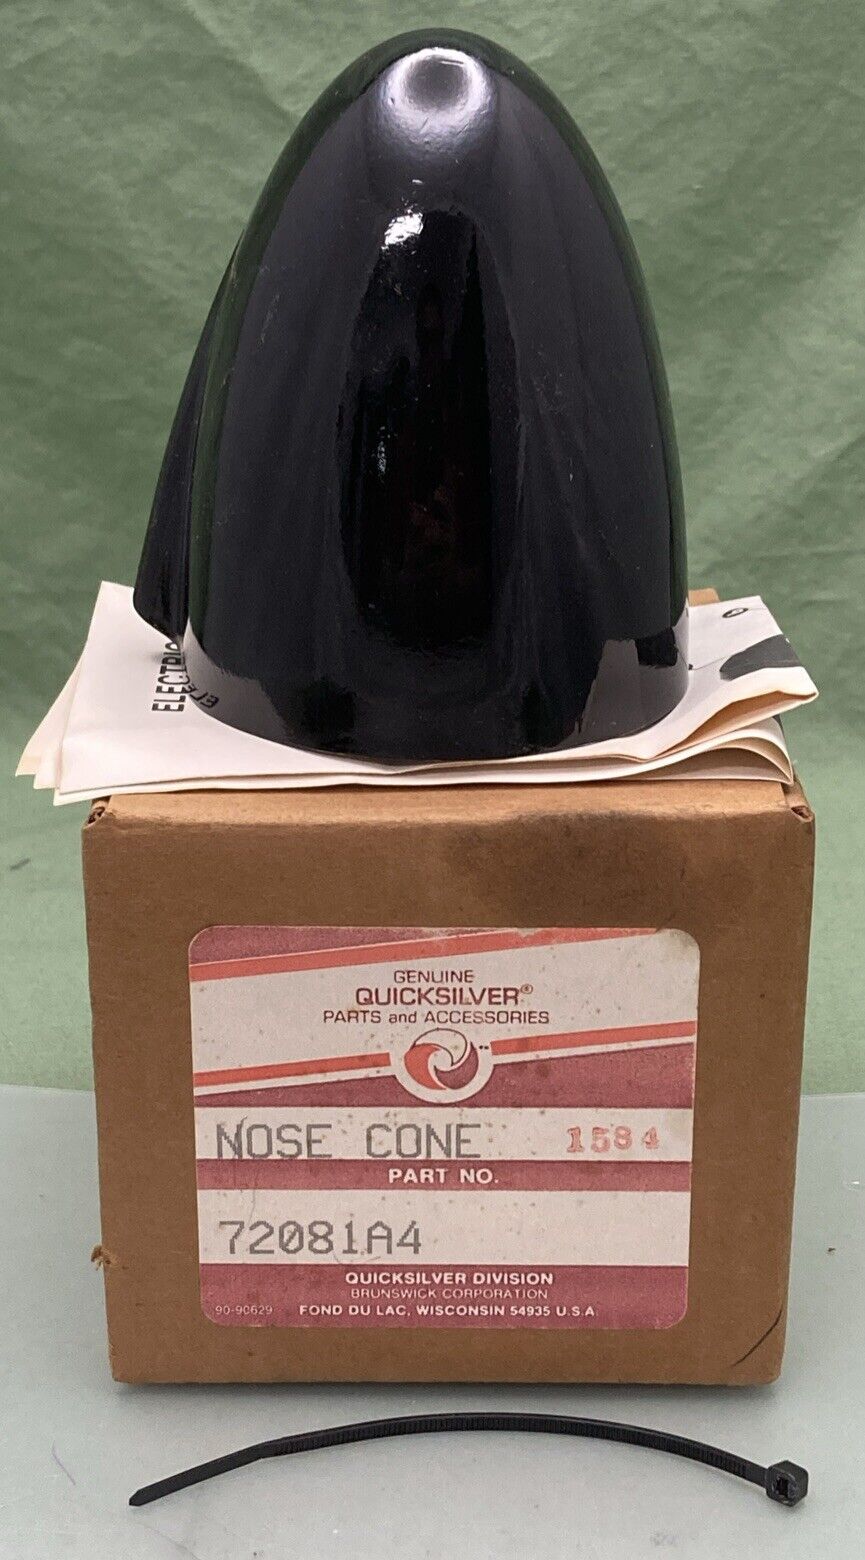 ELECTRIC
GENUINE
QUICKSILVER®
PARTS and ACCESSORIES
™
NOSE CONE 1584
PART NO.
72081A4
QUICKSILVER DIVISION
BRUNSWICK CORPORATION
90-90629 FOND DU LAC, WISCONSIN 54935 U.S.A.